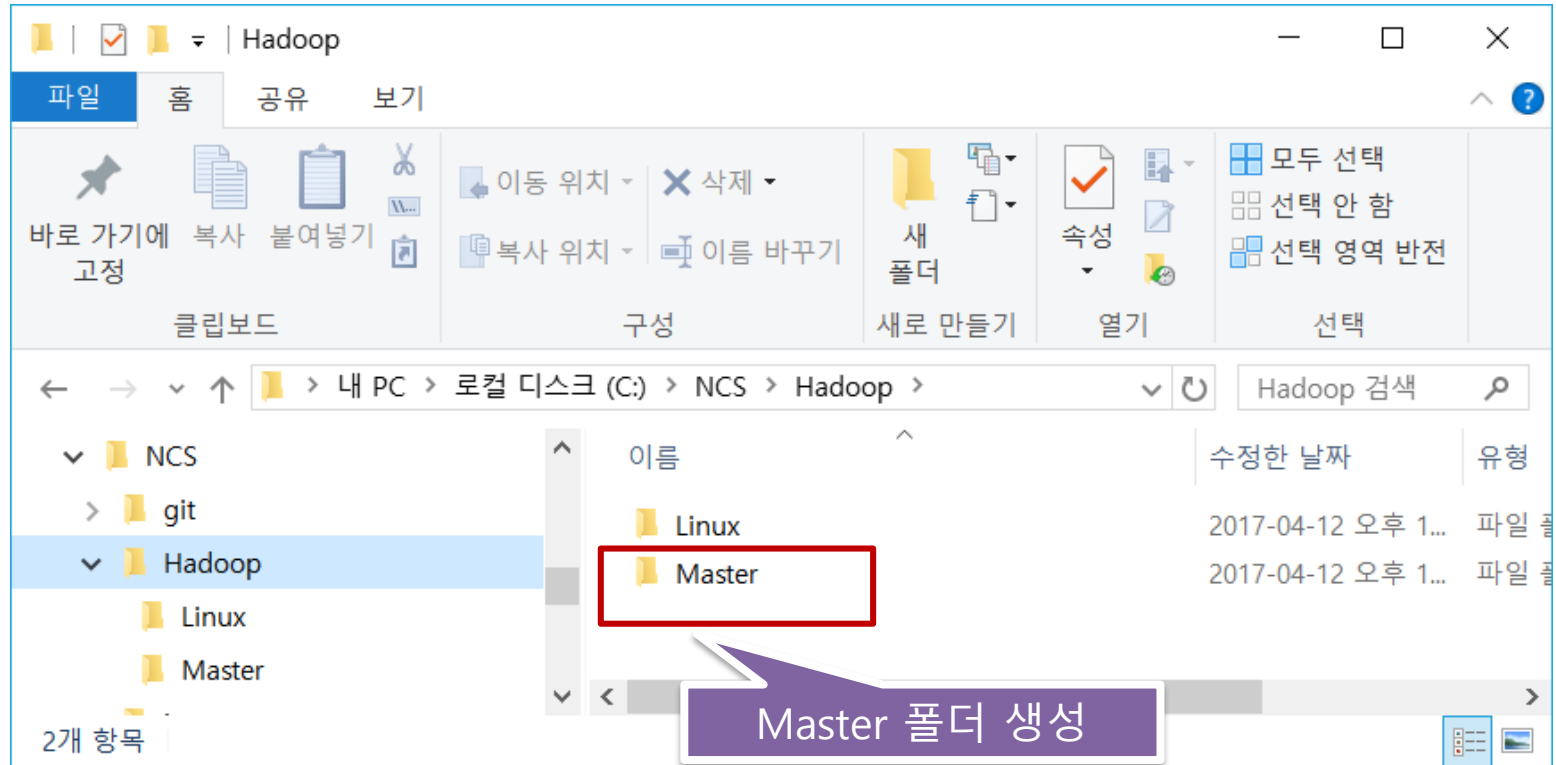 Hadoop
파일 홈 공유 보기
바로 가기에 고정
복사
붙여넣기
이동 위치
복사 위치
삭제
이름 바꾸기
새 폴더
속성
모두 선택
선택 안 함
선택 영역 반전
클립보드 구성 새로 만들기 열기 선택
내 PC > 로컬 디스크 (C:) > NCS > Hadoop >
Hadoop 검색
NCS
git
Hadoop
Linux
Master
이름 수정한 날짜 유형
Linux 2017-04-12 오후 1... 파일
Master 2017-04-12 오후 1... 파일
Master 폴더 생성
2개 항목